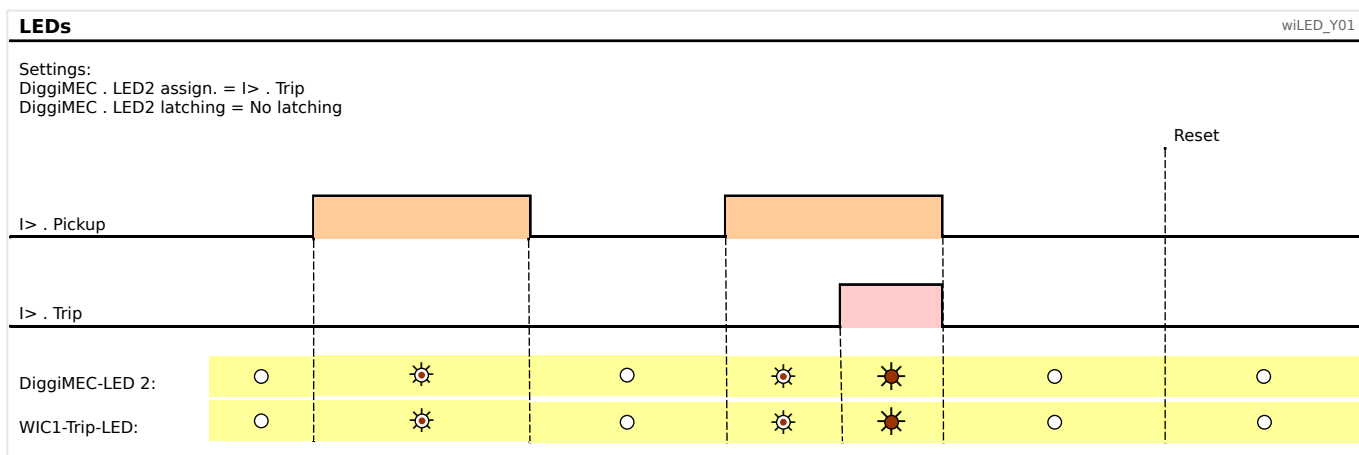 LEDs
wiLED_Y01
Settings:
DiggiMEC . LED2 assign. = I> . Trip
DiggiMEC . LED2 latching = No latching
Reset
I> . Pickup
I> . Trip
DiggiMEC-LED 2:
WIC1-Trip-LED: